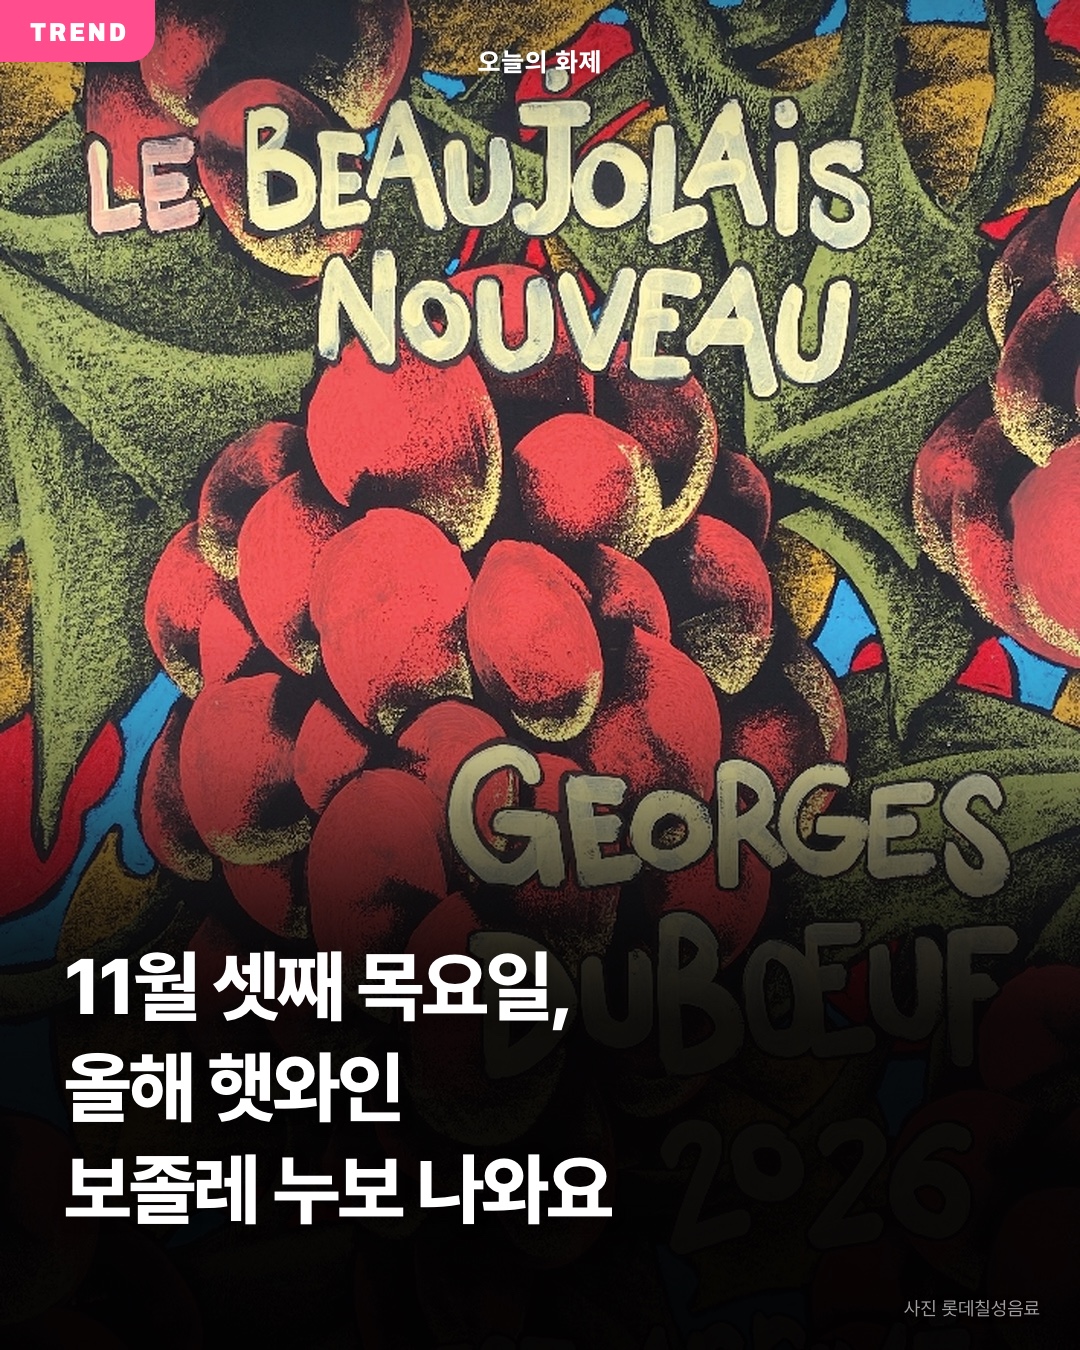 TREND
오늘의 화제
LE BEAUJOLAIS
NOUVEAU
GEORGES
DUBŒUF
11월 셋째 목요일,
올해 햇와인
보졸레 누보 나와요
2026
사진 롯데칠성음료